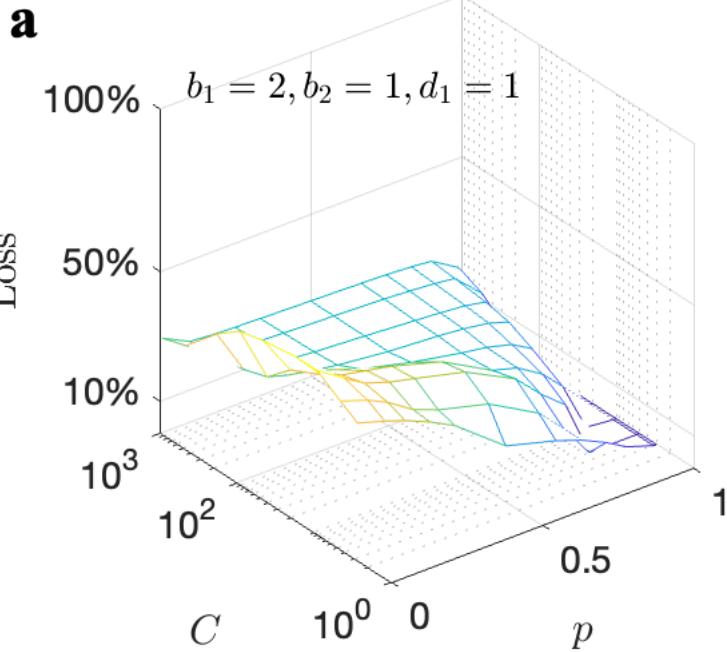 a
b₁ = 2, b₂ = 1, d₁ = 1
100%
50%
10%
Loss
10³
10²
10⁰
0
0.5
1
C
p